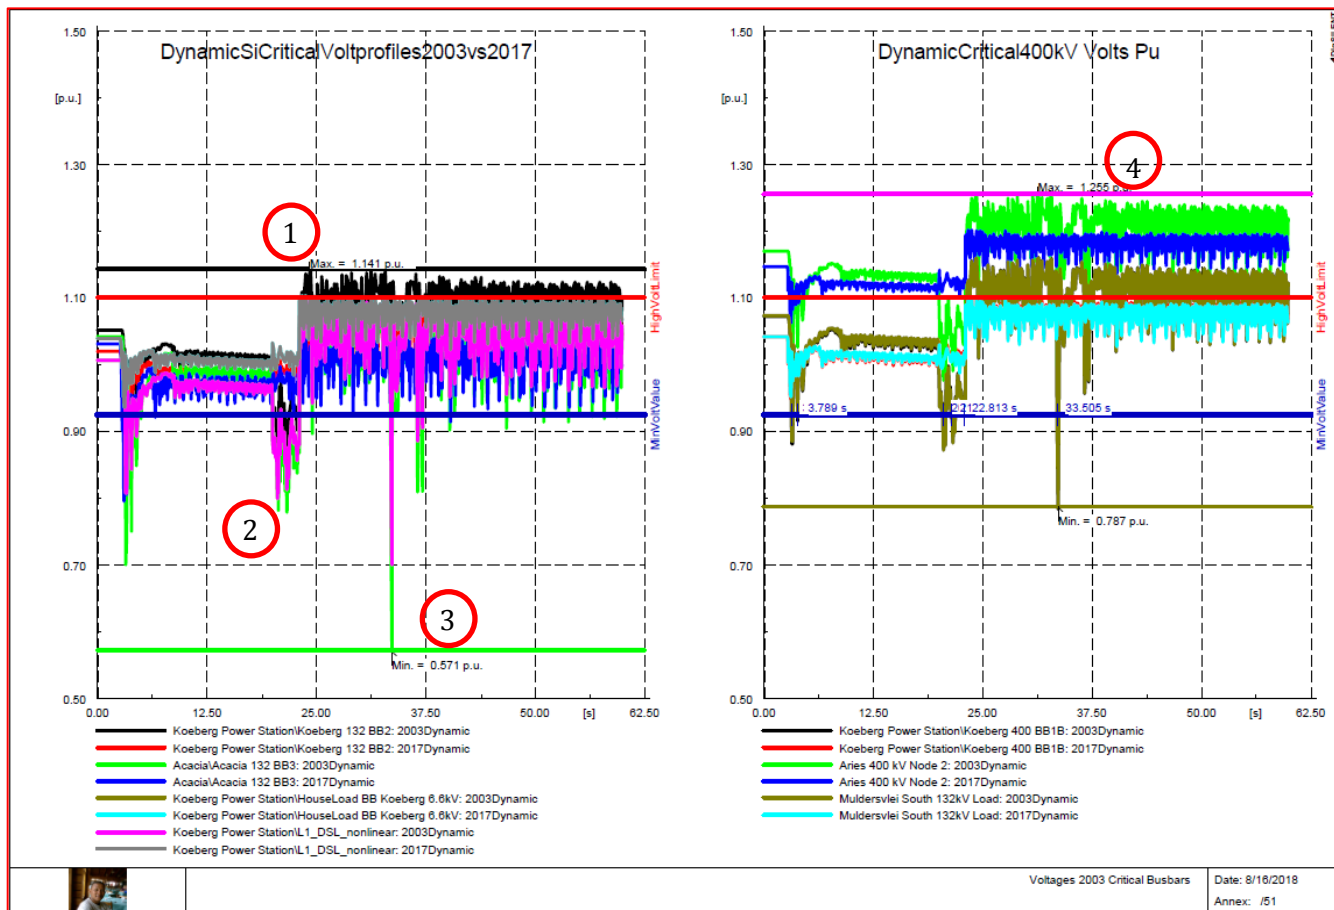 DynamicSiCriticalVoltprofiles2003vs2017
1.50
[p.u.]
1.30
1.10
0.90
0.70
0.50
0.00
12.50
25.00
37.50
50.00
[s]
62.50
1
Max. = 1.141 p.u.
2
3
Min. = 0.571 p.u.
HighVoltLimit
MinVoltValue
Koeberg Power Station\Koeberg 132 BB2: 2003Dynamic
Koeberg Power Station\Koeberg 132 BB2: 2017Dynamic
Acacia\Acacia 132 BB3: 2003Dynamic
Acacia\Acacia 132 BB3: 2017Dynamic
Koeberg Power Station\HouseLoad BB Koeberg 6.6kV: 2003Dynamic
Koeberg Power Station\HouseLoad BB Koeberg 6.6kV: 2017Dynamic
Koeberg Power Station\L1_DSL_nonlinear: 2003Dynamic
Koeberg Power Station\L1_DSL_nonlinear: 2017Dynamic
DynamicCritical400kV Volts Pu
1.50
[p.u.]
1.30
1.10
0.90
0.70
0.50
0.00
12.50
25.00
37.50
50.00
[s]
62.50
4
Max. = 1.255 p.u.
3.789 s
22.813 s
33.505 s
Min. = 0.787 p.u.
HighVoltLimit
MinVoltValue
Koeberg Power Station\Koeberg 400 BB1B: 2003Dynamic
Koeberg Power Station\Koeberg 400 BB1B: 2017Dynamic
Aries 400 kV Node 2: 2003Dynamic
Aries 400 kV Node 2: 2017Dynamic
Muldersvlei South 132kV Load: 2003Dynamic
Muldersvlei South 132kV Load: 2017Dynamic
Voltages 2003 Critical Busbars
Date: 8/16/2018
Annex: /51